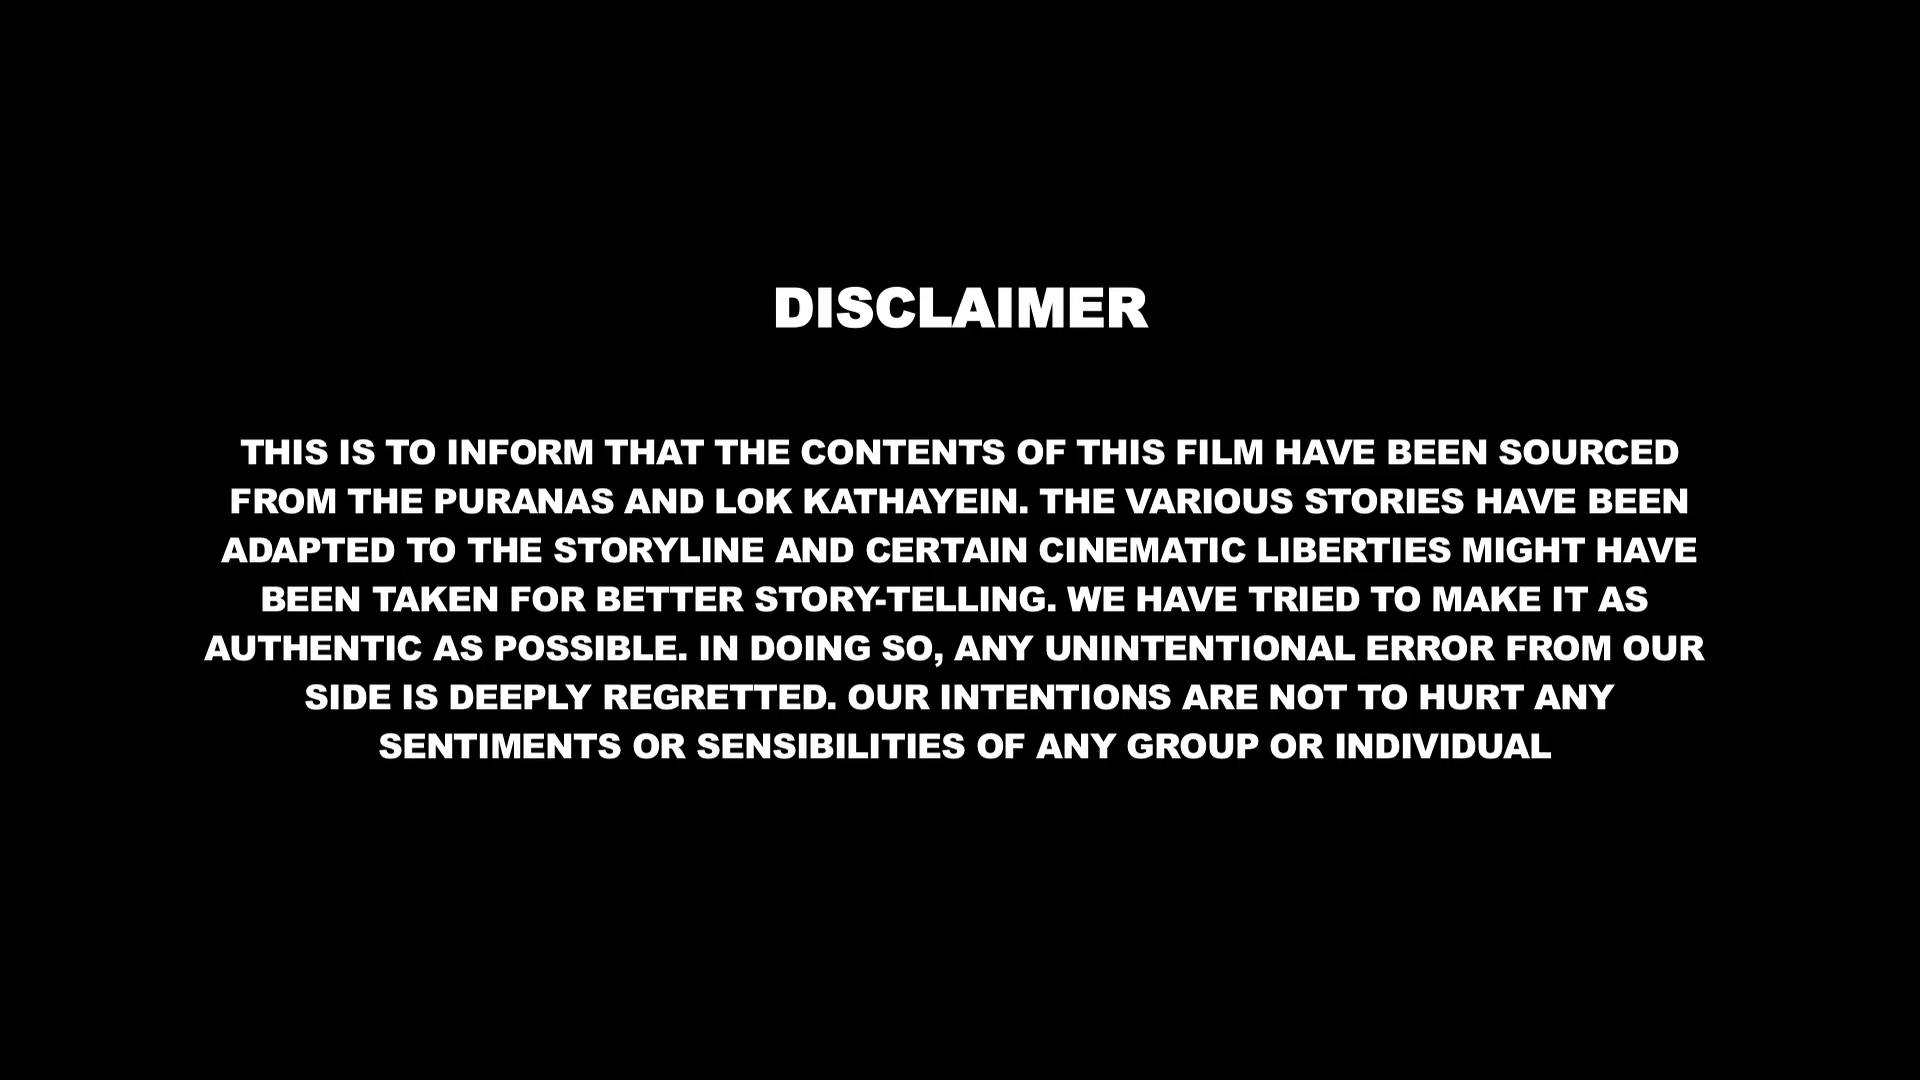 DISCLAIMER
THIS IS TO INFORM THAT THE CONTENTS OF THIS FILM HAVE BEEN SOURCED
FROM THE PURANAS AND LOK KATHAYEIN. THE VARIOUS STORIES HAVE BEEN
ADAPTED TO THE STORYLINE AND CERTAIN CINEMATIC LIBERTIES MIGHT HAVE
BEEN TAKEN FOR BETTER STORY-TELLING. WE HAVE TRIED TO MAKE IT AS
AUTHENTIC AS POSSIBLE. IN DOING SO, ANY UNINTENTIONAL ERROR FROM OUR
SIDE IS DEEPLY REGRETTED. OUR INTENTIONS ARE NOT TO HURT ANY
SENTIMENTS OR SENSIBILITIES OF ANY GROUP OR INDIVIDUAL